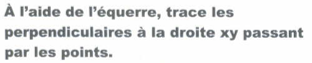 À l'aide de l'équerre, trace les
perpendiculaires à la droite xy passant
par les points.